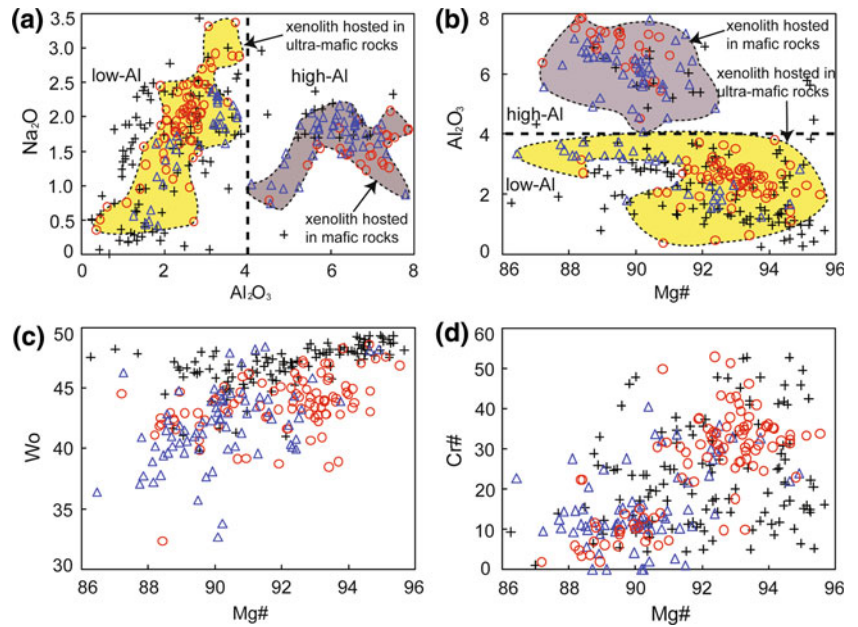 (a)
3.5
3.0
2.5
2.0
1.5
1.0
0.5
0
Na₂O
low-Al
high-Al
xenolith hosted in
ultra-mafic rocks
xenolith hosted
in mafic rocks
0 2 4 6 8
Al₂O₃
(b)
8
6
4
2
0
Al₂O₃
high-Al
low-Al
xenolith hosted
in mafic rocks
xenolith hosted in
ultra-mafic rocks
86 88 90 92 94 96
Mg#
(c)
50
45
40
35
30
Wo
86 88 90 92 94 96
Mg#
(d)
60
50
40
30
20
10
0
Cr#
86 88 90 92 94 96
Mg#